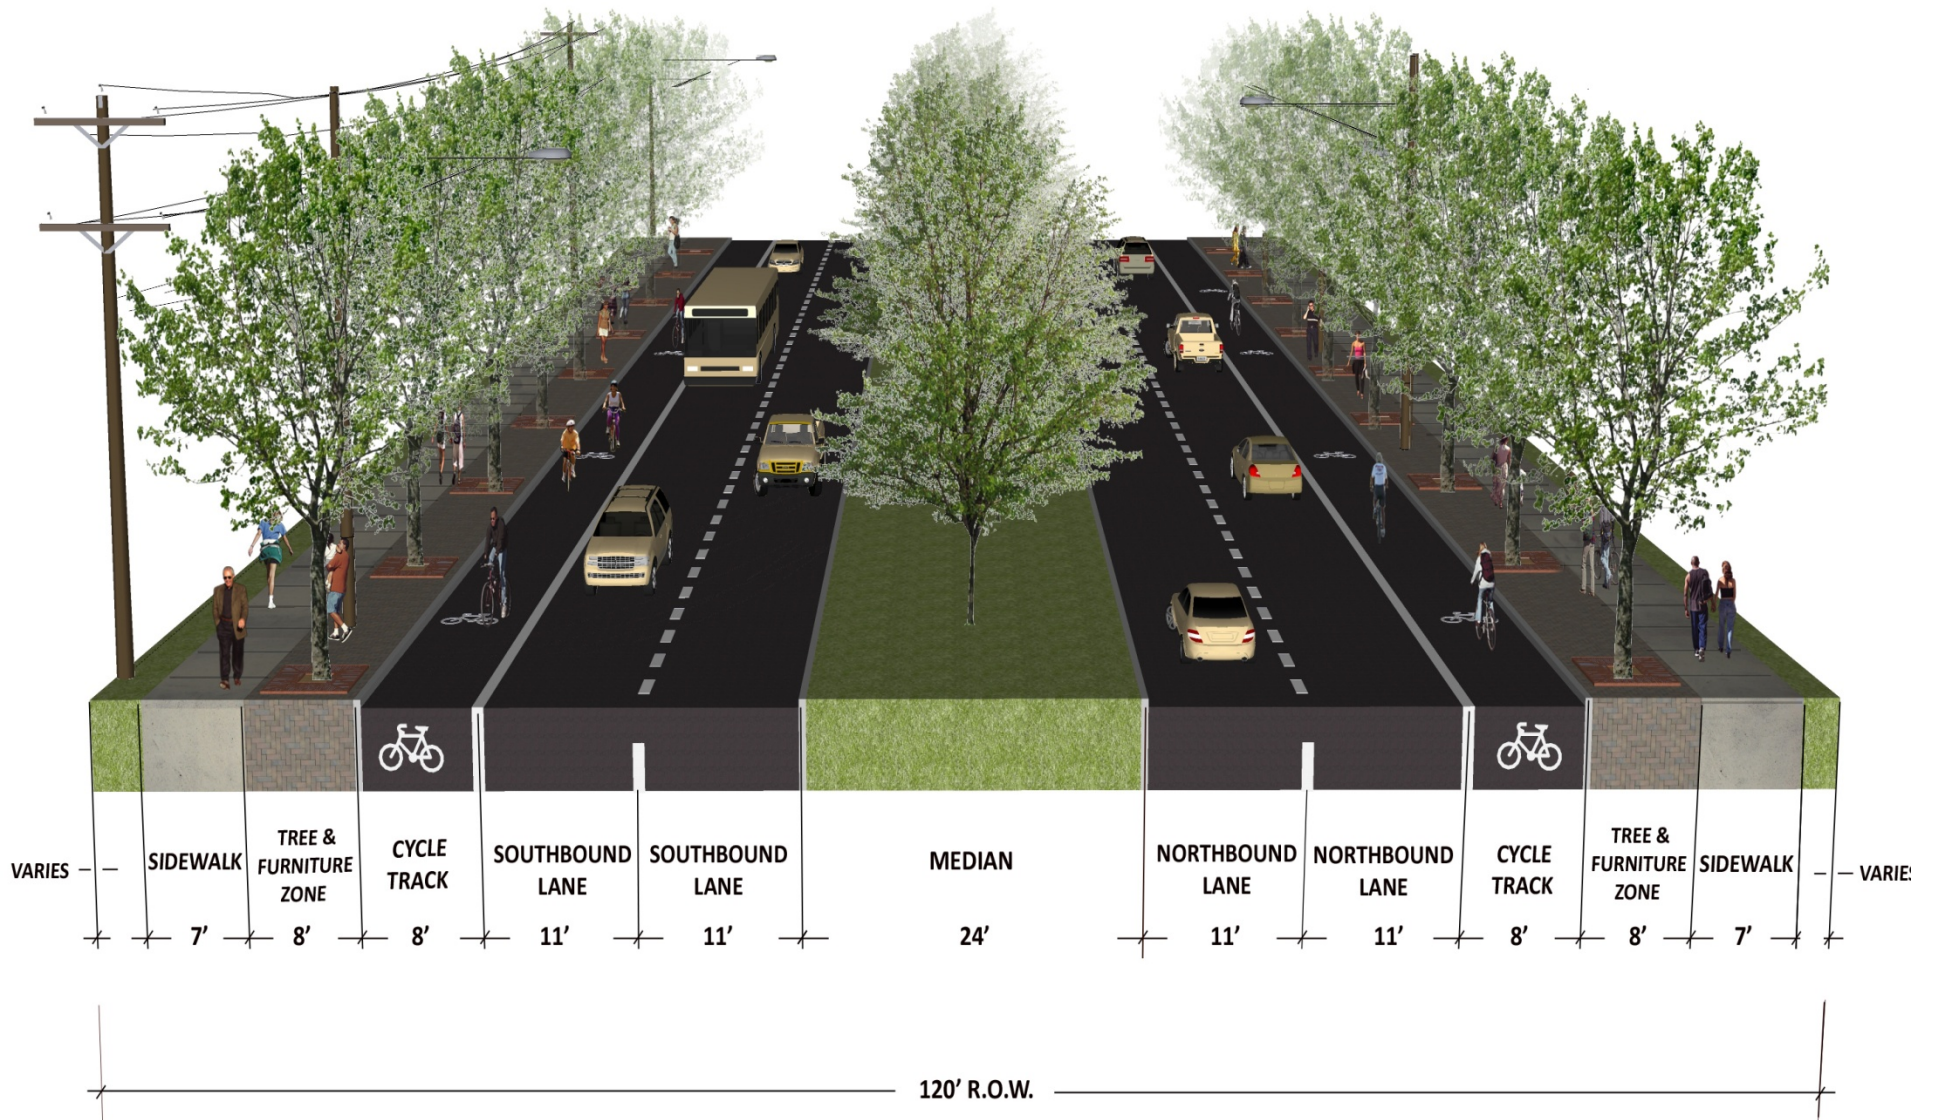 VARIES
SIDEWALK
TREE &
FURNITURE
ZONE
CYCLE
TRACK
SOUTHBOUND
LANE
SOUTHBOUND
LANE
MEDIAN
NORTHBOUND
LANE
NORTHBOUND
LANE
CYCLE
TRACK
TREE &
FURNITURE
ZONE
SIDEWALK
VARIES
7’
8’
8’
11’
11’
24’
11’
11’
8’
8’
7’
120’ R.O.W.